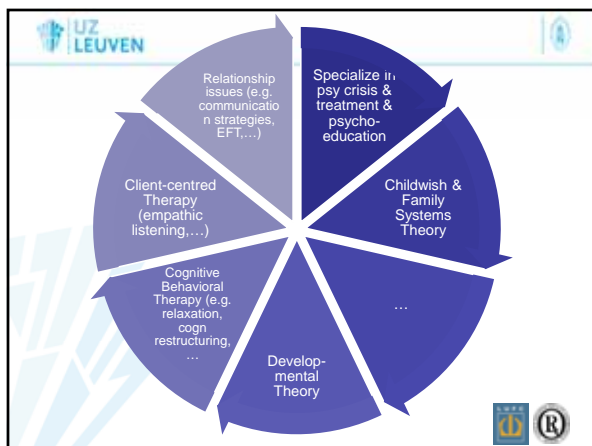 UZ
LEUVEN
Relationship
issues (e.g.
communicatio
n strategies,
EFT,...)
Specialize in
psy crisis &
treatment &
psycho-
education
Client-centred
Therapy
(empathic
listening,...)
Childwish &
Family
Systems
Theory
Cognitive
Behavioral
Therapy (e.g.
relaxation,
cogn
restructuring,
...
...
Develop-
mental
Theory
R